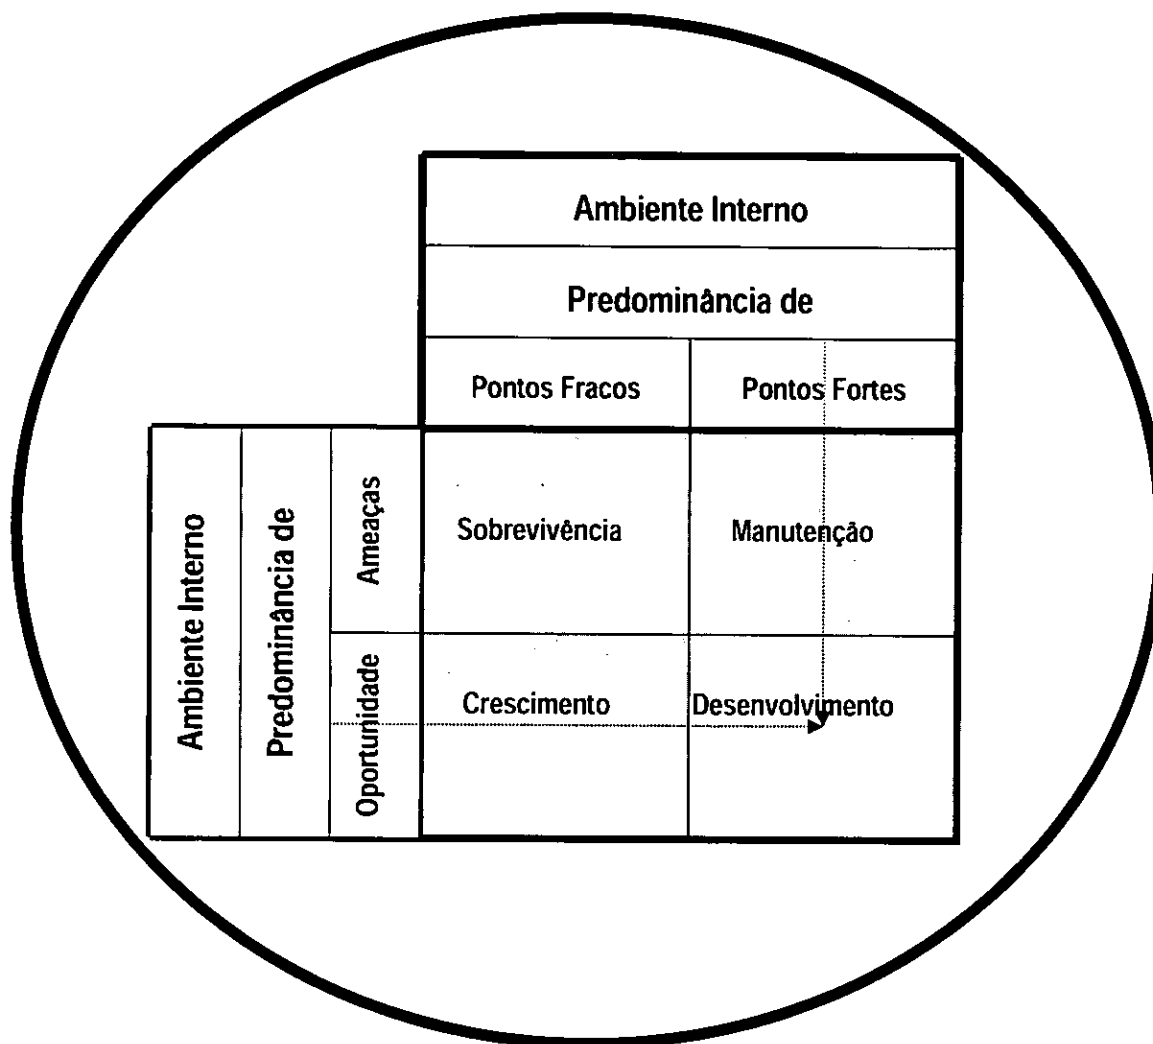 Ambiente Interno
Predominância de
Pontos Fracos
Pontos Fortes
Ambiente Interno
Predominância de
Ameaças
Sobrevivência
Manutenção
Oportunidade
Crescimento
Desenvolvimento